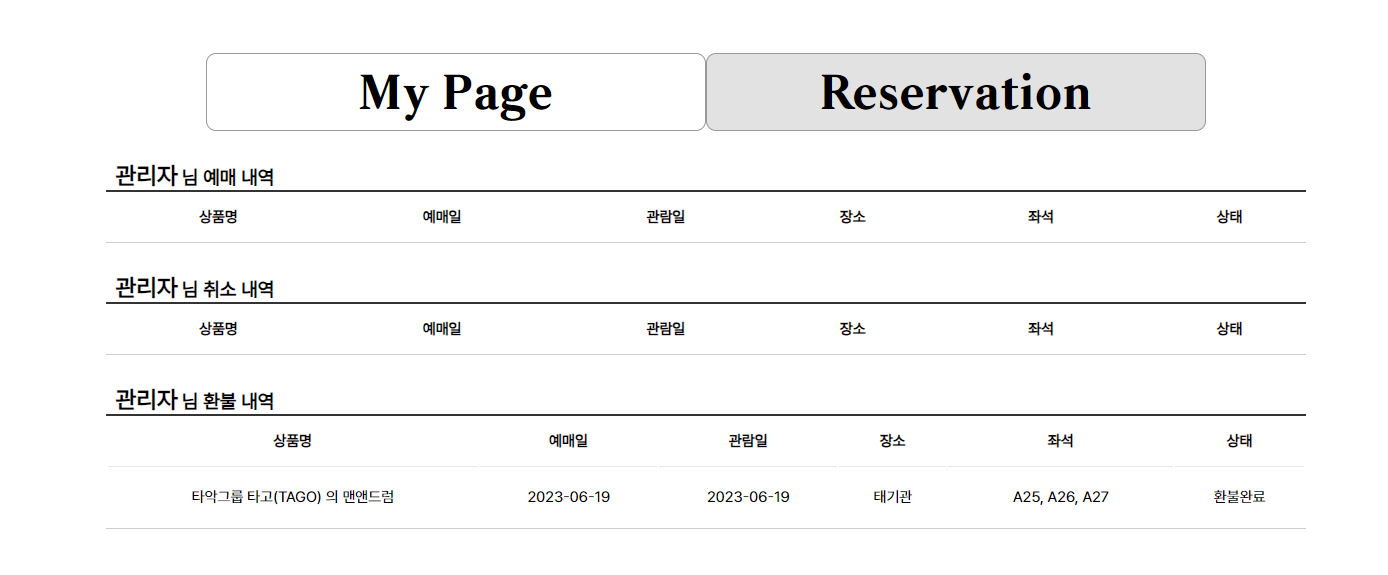 My Page Reservation
관리자 님 예매 내역
상품명 예매일 관람일 장소 좌석 상태
관리자 님 취소 내역
상품명 예매일 관람일 장소 좌석 상태
관리자 님 환불 내역
상품명 예매일 관람일 장소 좌석 상태
타악그룹 타고(TAGO) 의 맨앤드럼 2023-06-19 2023-06-19 태기관 A25, A26, A27 환불완료